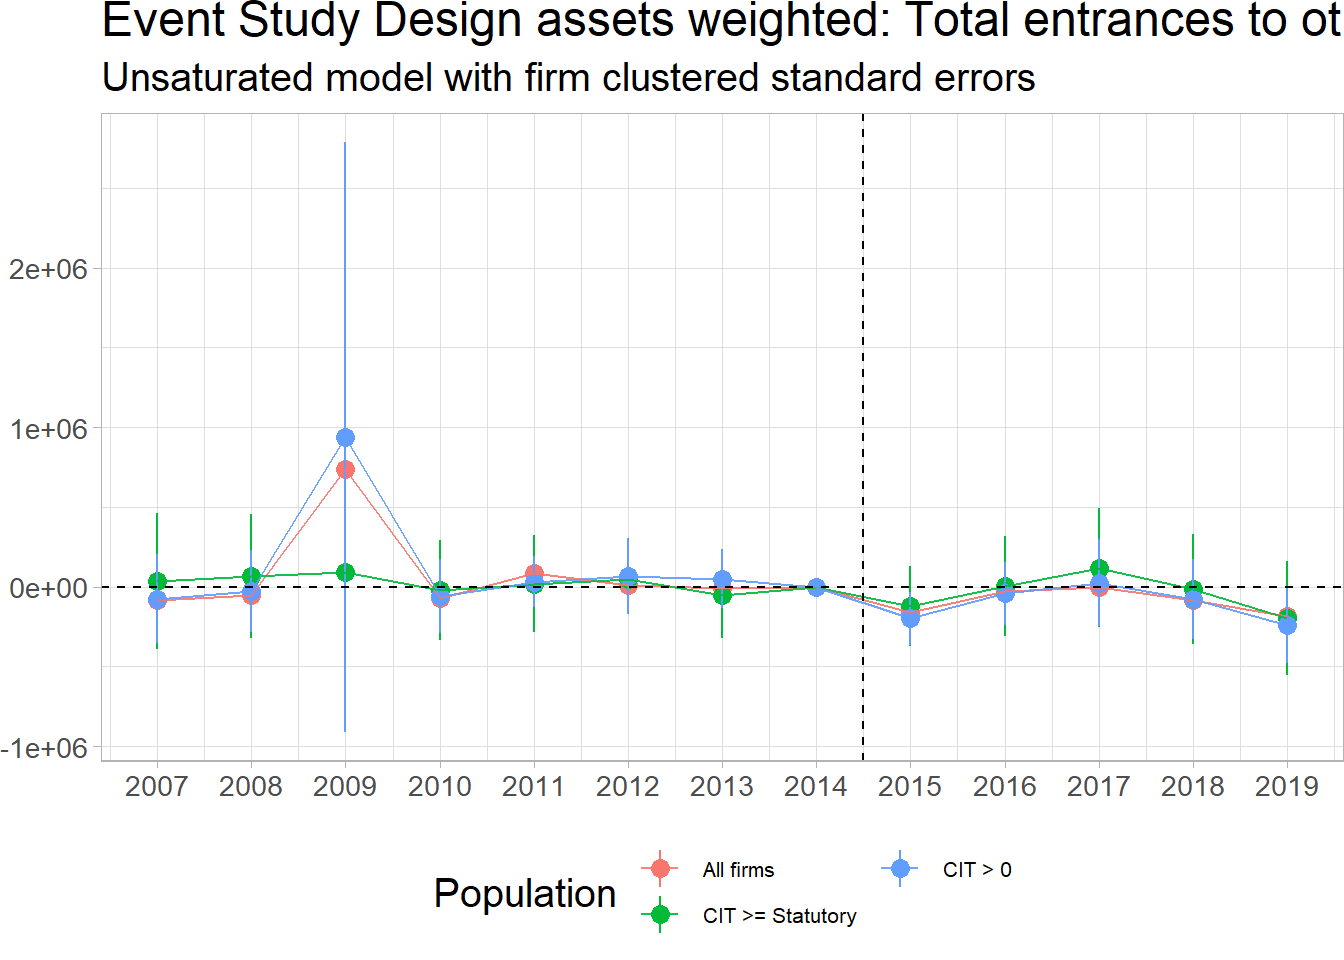 Event Study Design assets weighted: Total entrances to ot
Unsaturated model with firm clustered standard errors
2e+06
1e+06
0e+00
-1e+06
2007 2008 2009 2010 2011 2012 2013 2014 2015 2016 2017 2018 2019
Population
All firms
CIT > 0
CIT >= Statutory